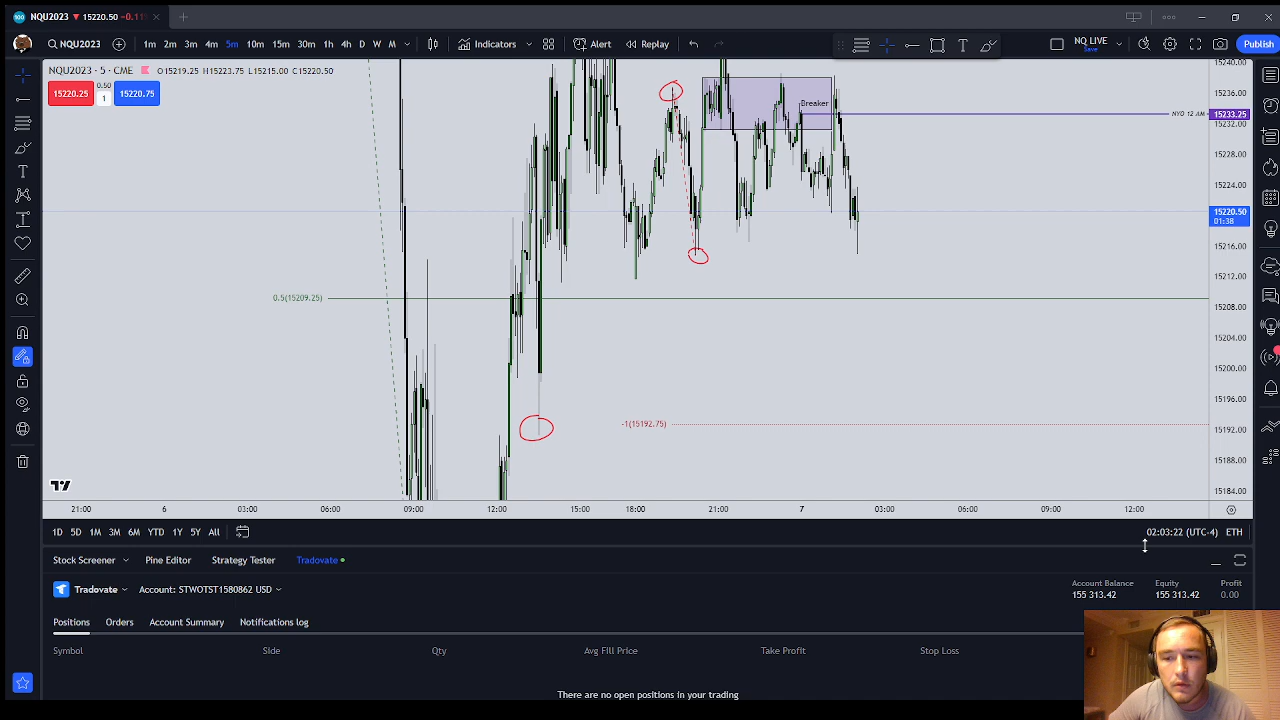 NQU2023 ▼ 15220.50 −0.11
NQU2023 1m 2m 3m 4m 5m 10m 15m 30m 1h 4h D W M Indicators Alert Replay NQ LIVE Save Publish
NQU2023 · 5 · CME O15219.25 H15223.75 L15215.00 C15220.50
15220.25 0.50 1 15220.75
Breaker
NYO 12 AM 15233.25
0.5(15209.25)
-1(15192.75)
15240.00
15236.00
15232.00
15228.00
15224.00
15220.50
01:38
15216.00
15212.00
15208.00
15204.00
15200.00
15196.00
15192.00
15188.00
15184.00
21:00 6 03:00 06:00 09:00 12:00 15:00 18:00 21:00 7 03:00 06:00 09:00 12:00
1D 5D 1M 3M 6M YTD 1Y 5Y All 02:03:22 (UTC-4) ETH
Stock Screener Pine Editor Strategy Tester Tradovate
Tradovate Account: STWOTST1580862 USD
Account Balance Equity Profit
155 313.42 155 313.42 0.00
Positions Orders Account Summary Notifications log
Symbol Side Qty Avg Fill Price Take Profit Stop Loss
There are no open positions in your trading